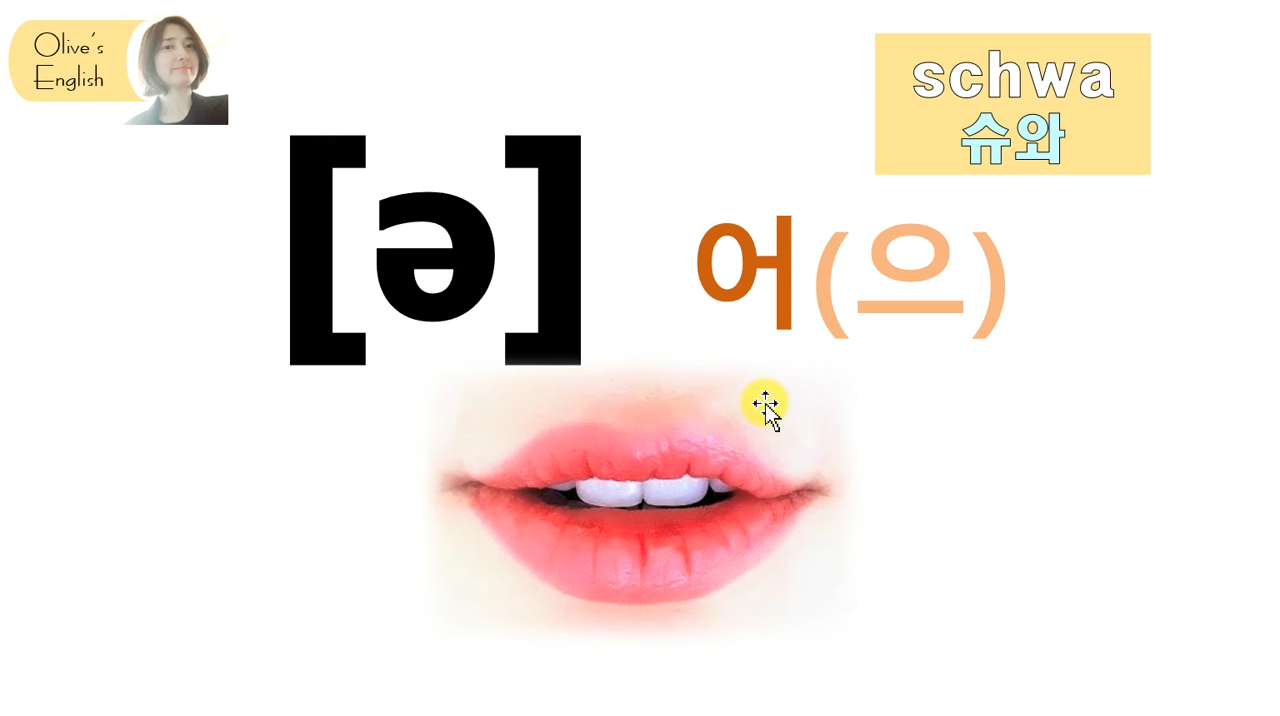 Olive's
English
schwa
슈와
[ə]
어(으)